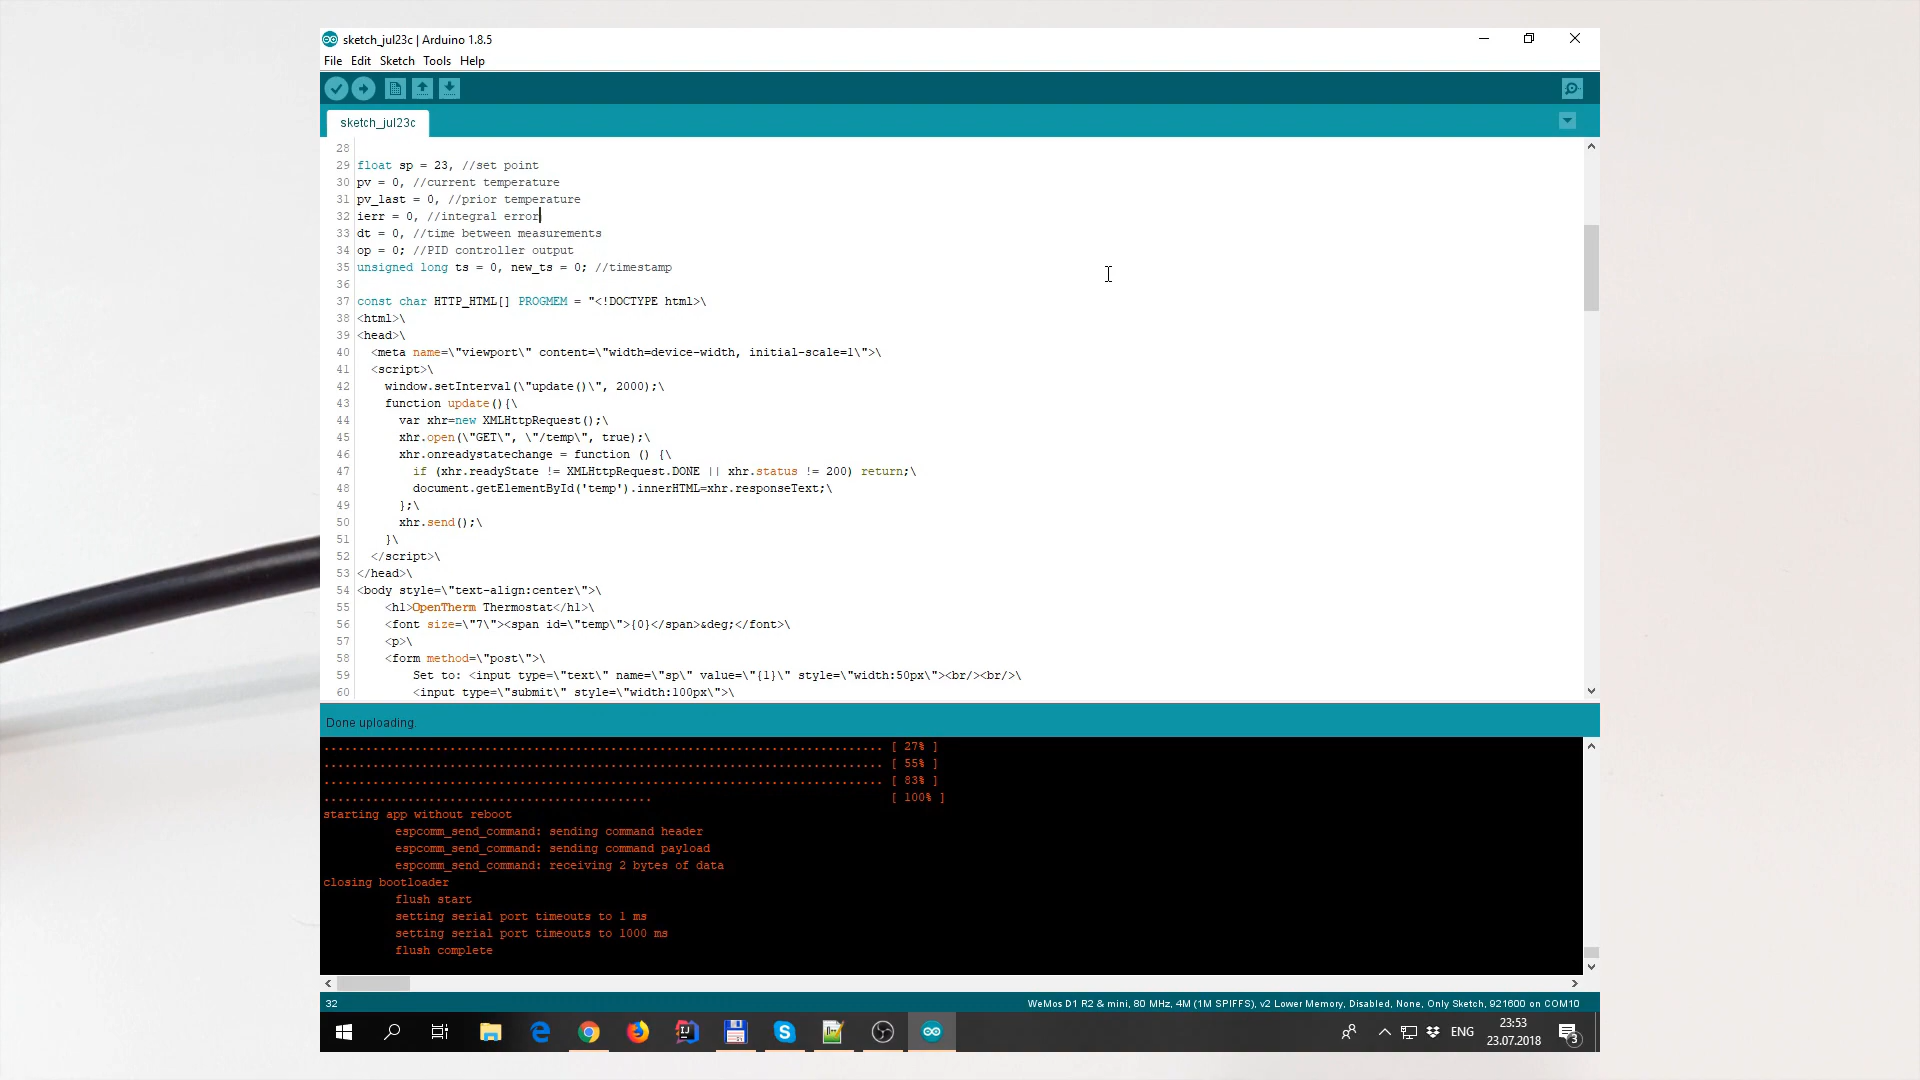 sketch_jul23c | Arduino 1.8.5
File Edit Sketch Tools Help
sketch_jul23c
28
29 float sp = 23, //set point
30 pv = 0, //current temperature
31 pv_last = 0, //prior temperature
32 ierr = 0, //integral error
33 dt = 0, //time between measurements
34 op = 0; //PID controller output
35 unsigned long ts = 0, new_ts = 0; //timestamp
36
37 const char HTTP_HTML[] PROGMEM = "<!DOCTYPE html>\
38 <html>\
39 <head>\
40 <meta name=\"viewport\" content=\"width=device-width, initial-scale=1\">\
41 <script>\
42 window.setInterval(\"update()\", 2000);\
43 function update(){\
44 var xhr=new XMLHttpRequest();\
45 xhr.open(\"GET\", \"/temp\", true);\
46 xhr.onreadystatechange = function () {\
47 if (xhr.readyState != XMLHttpRequest.DONE || xhr.status != 200) return;\
48 document.getElementById('temp').innerHTML=xhr.responseText;\
49 };\
50 xhr.send();\
51 }\
52 </script>\
53 </head>\
54 <body style=\"text-align:center\">\
55 <h1>OpenTherm Thermostat</h1>\
56 <font size=\"7\"><span id=\"temp\">{0}</span>&deg;</font>\
57 <p>\
58 <form method=\"post\">\
59 Set to: <input type=\"text\" name=\"sp\" value=\"{1}\" style=\"width:50px\"><br/><br/>\
60 <input type=\"submit\" style=\"width:100px\">\
Done uploading.
................................................................................ [ 27% ]
................................................................................ [ 55% ]
................................................................................ [ 83% ]
............................................... [ 100% ]
starting app without reboot
espcomm_send_command: sending command header
espcomm_send_command: sending command payload
espcomm_send_command: receiving 2 bytes of data
closing bootloader
flush start
setting serial port timeouts to 1 ms
setting serial port timeouts to 1000 ms
flush complete
32 WeMos D1 R2 & mini, 80 MHz, 4M (1M SPIFFS), v2 Lower Memory, Disabled, None, Only Sketch, 921600 on COM10
ENG 23:53
23.07.2018 3